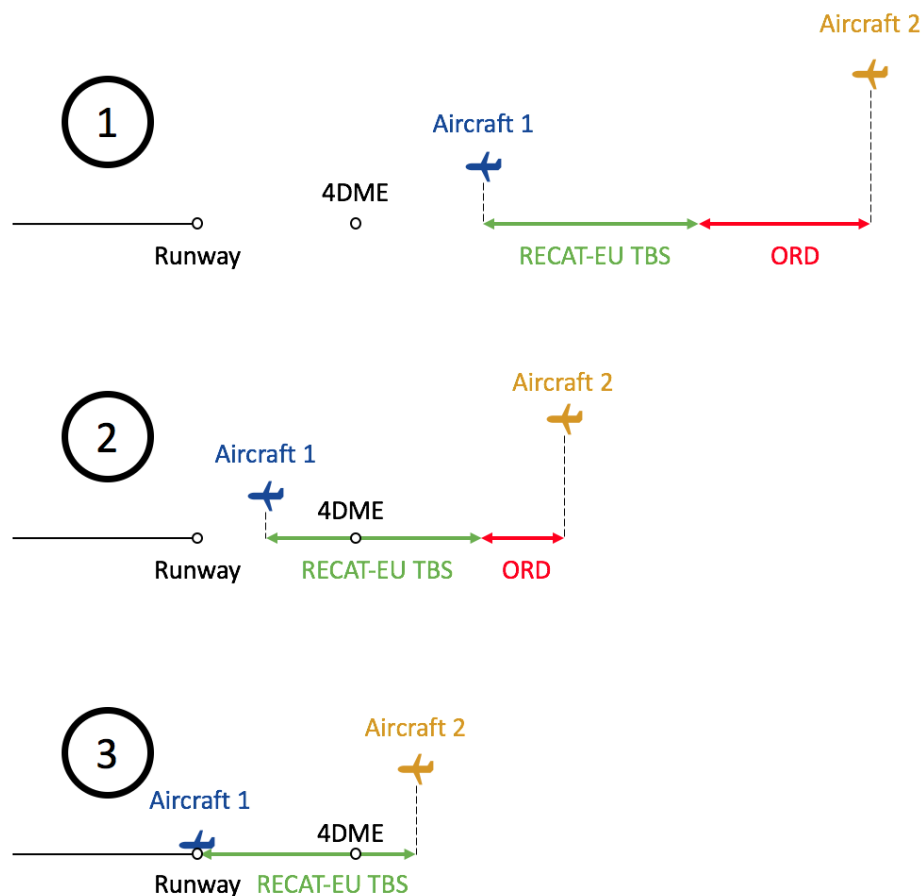 Aircraft 2
1
Aircraft 1
4DME
Runway
RECAT-EU TBS
ORD
Aircraft 2
2
Aircraft 1
4DME
Runway
RECAT-EU TBS
ORD
Aircraft 2
3
Aircraft 1
4DME
Runway
RECAT-EU TBS